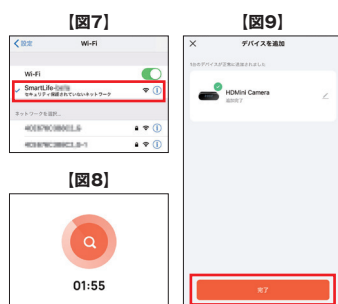 【図7】
設定 Wi-Fi
Wi-Fi
SmartLife-
セキュリティ保護されていないネットワーク
ネットワークを選択...
【図8】
01:55
【図9】
デバイスを追加
1台のデバイスが正常に追加されました
HDMini Camera
追加完了
完了